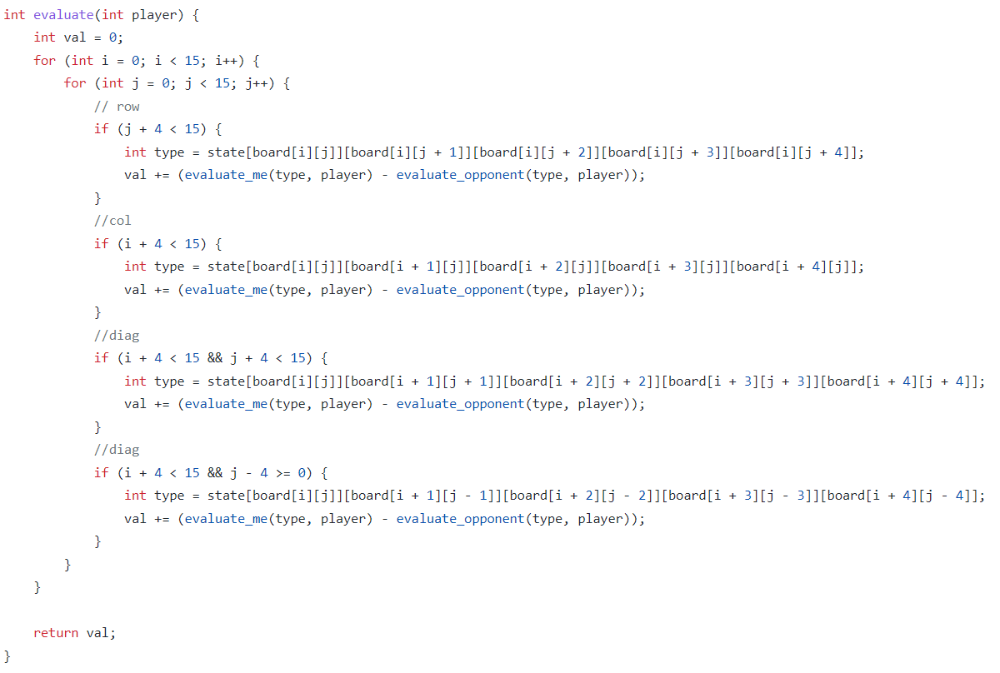 int evaluate(int player) {
    int val = 0;
    for (int i = 0; i < 15; i++) {
        for (int j = 0; j < 15; j++) {
            // row
            if (j + 4 < 15) {
                int type = state[board[i][j]][board[i][j + 1]][board[i][j + 2]][board[i][j + 3]][board[i][j + 4]];
                val += (evaluate_me(type, player) - evaluate_opponent(type, player));
            }
            //col
            if (i + 4 < 15) {
                int type = state[board[i][j]][board[i + 1][j]][board[i + 2][j]][board[i + 3][j]][board[i + 4][j]];
                val += (evaluate_me(type, player) - evaluate_opponent(type, player));
            }
            //diag
            if (i + 4 < 15 && j + 4 < 15) {
                int type = state[board[i][j]][board[i + 1][j + 1]][board[i + 2][j + 2]][board[i + 3][j + 3]][board[i + 4][j + 4]];
                val += (evaluate_me(type, player) - evaluate_opponent(type, player));
            }
            //diag
            if (i + 4 < 15 && j - 4 >= 0) {
                int type = state[board[i][j]][board[i + 1][j - 1]][board[i + 2][j - 2]][board[i + 3][j - 3]][board[i + 4][j - 4]];
                val += (evaluate_me(type, player) - evaluate_opponent(type, player));
            }
        }
    }

    return val;
}